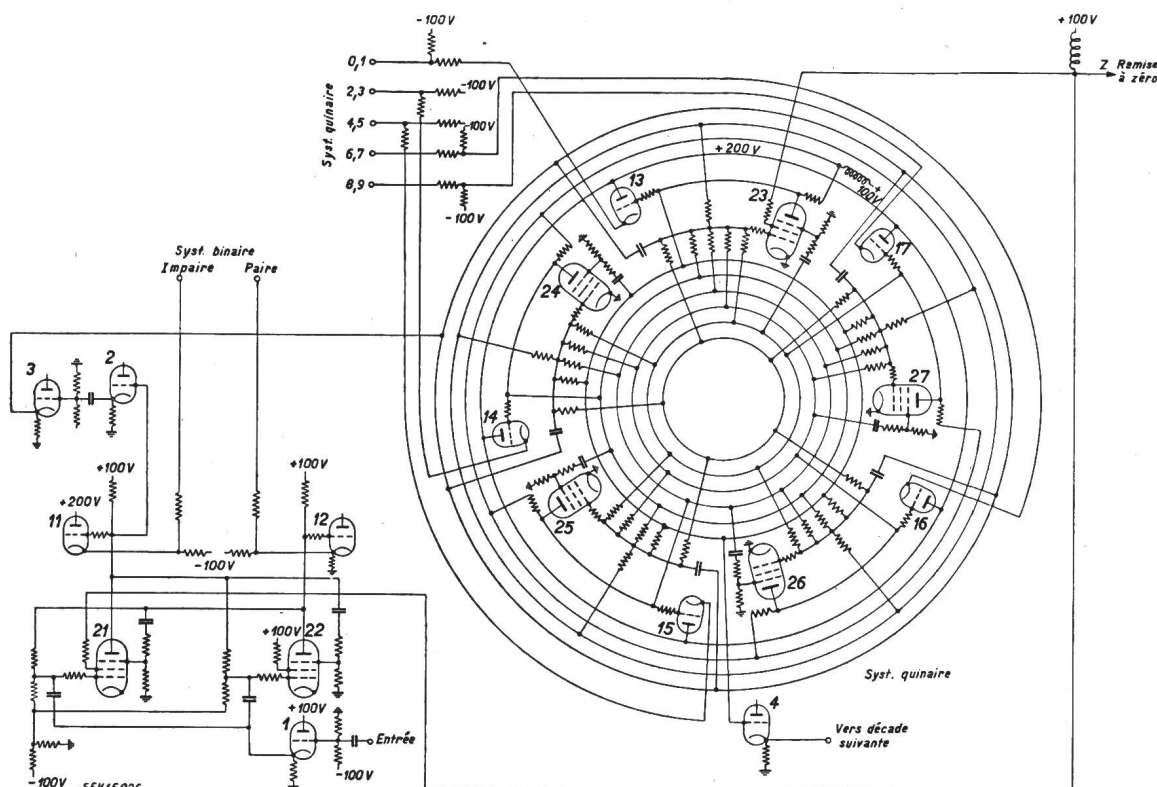 -100V
+100V
0,1
2,3
4,5
6,7
8,9
Syst. quinaire
-100V
-100V
-100V
Z Remise
à zéro
+200V
+
100V
13
23
17
24
27
14
25
16
26
15
Syst. binaire
Impaire Paire
3
2
+100V
+100V
+200V
11
12
-100V
21
22
+100V
+100V
1
Entrée
-100V
-100V
4
Syst. quinaire
Vers décade
suivante